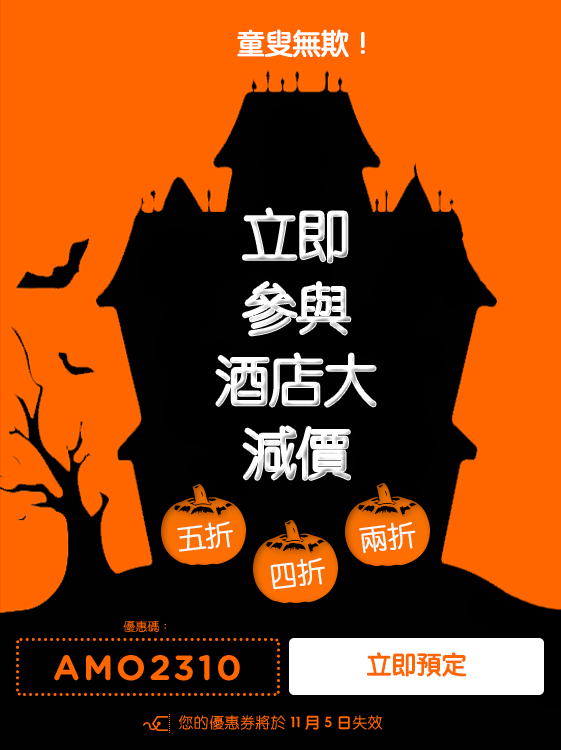 童叟無欺！
立即
參與
酒店大
減價
五折
四折
兩折
優惠碼：
AMO2310
立即預定
您的優惠券將於 11 月 5 日失效